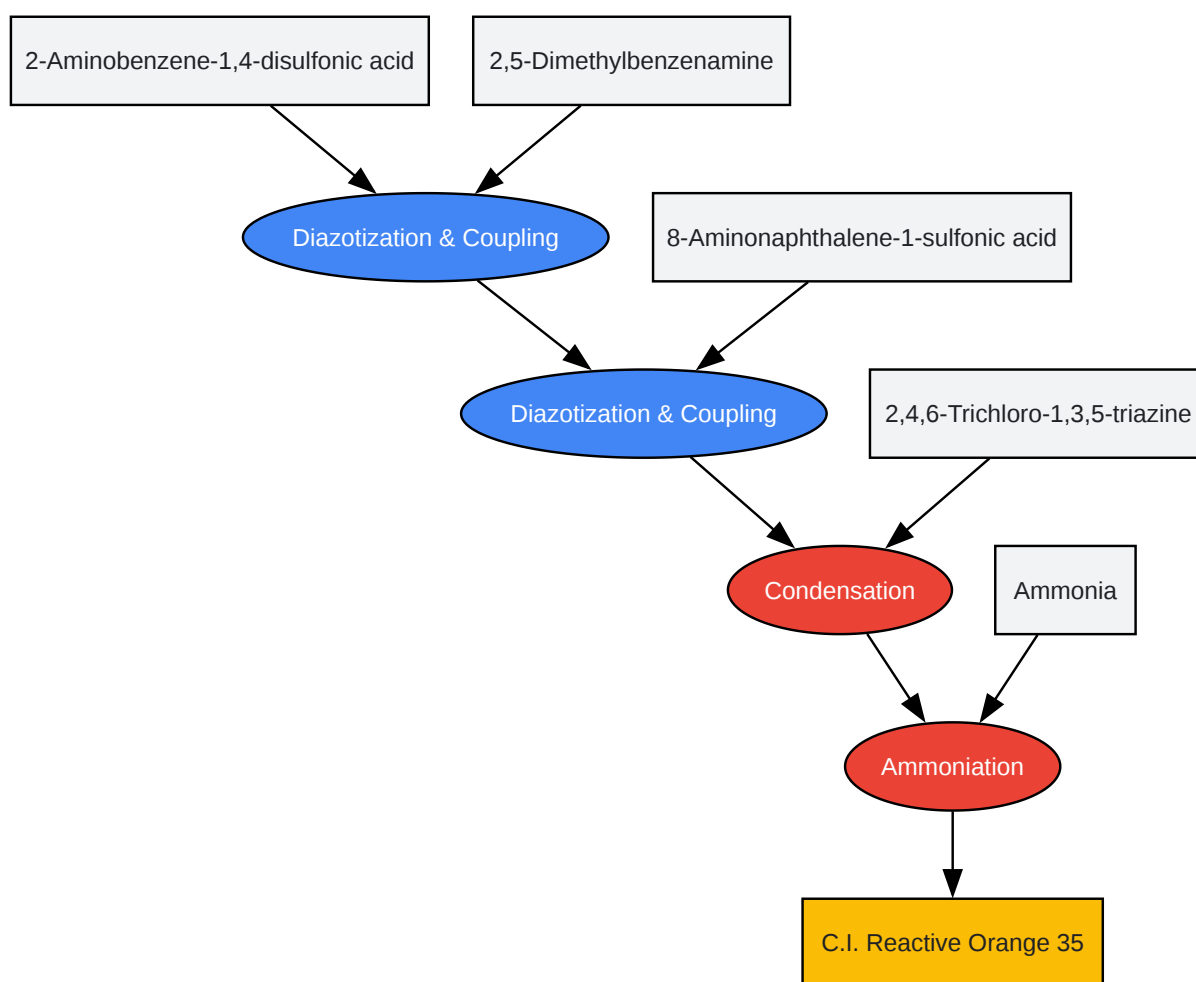 2-Aminobenzene-1,4-disulfonic acid
2,5-Dimethylbenzenamine
Diazotization & Coupling
8-Aminonaphthalene-1-sulfonic acid
Diazotization & Coupling
2,4,6-Trichloro-1,3,5-triazine
Condensation
Ammonia
Ammoniation
C.I. Reactive Orange 35